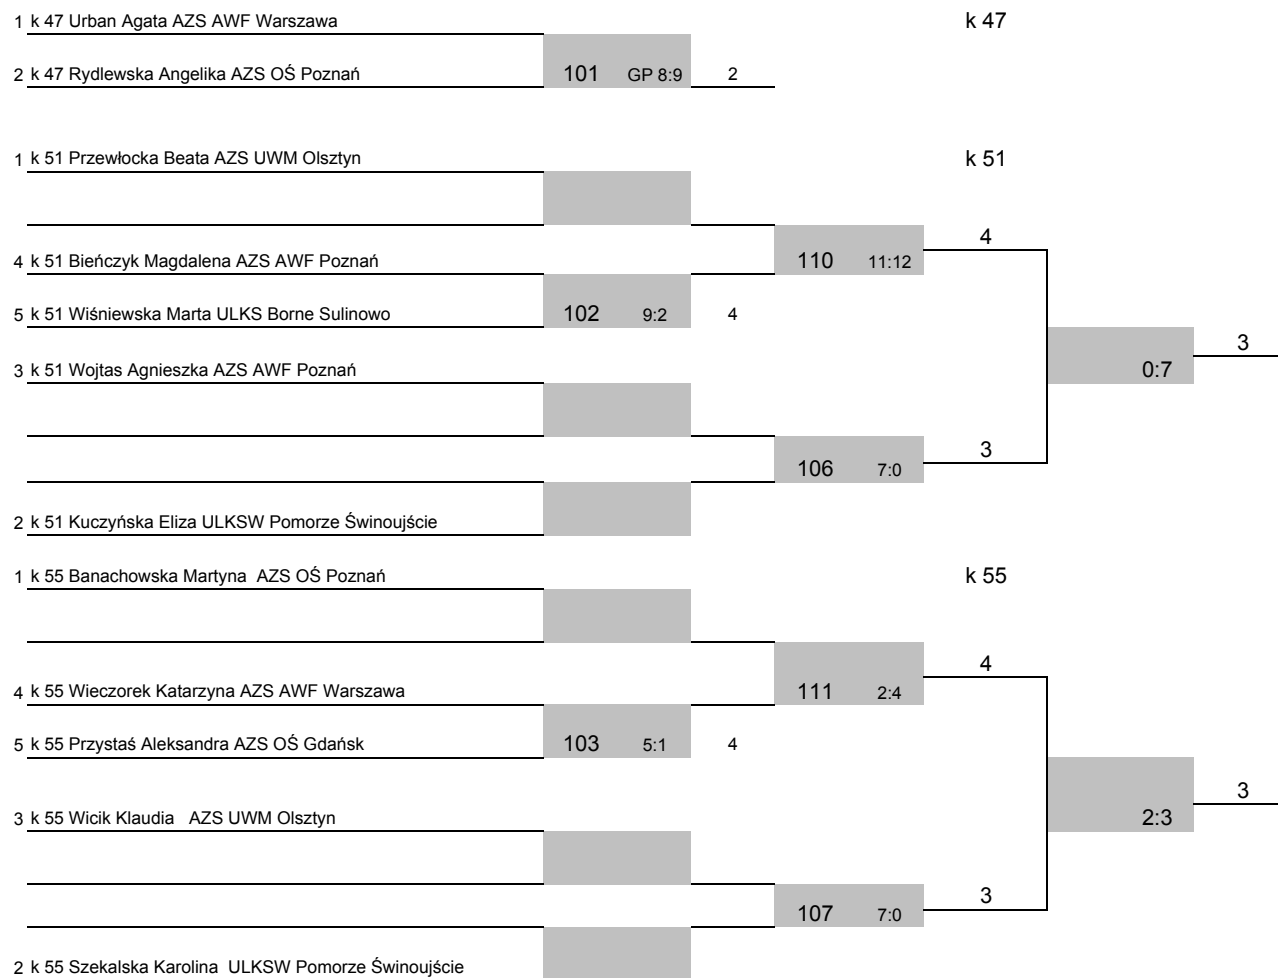 1 k 47 Urban Agata AZS AWF Warszawa k 47
2 k 47 Rydlewska Angelika AZS OŚ Poznań 101 GP 8:9 2
1 k 51 Przewłocka Beata AZS UWM Olsztyn k 51
4
4 k 51 Bieńczyk Magdalena AZS AWF Poznań 110 11:12
5 k 51 Wiśniewska Marta ULKS Borne Sulinowo 102 9:2 4
3
3 k 51 Wojtas Agnieszka AZS AWF Poznań 0:7
3
106 7:0
2 k 51 Kuczyńska Eliza ULKSW Pomorze Świnoujście
1 k 55 Banachowska Martyna AZS OŚ Poznań k 55
4
4 k 55 Wieczorek Katarzyna AZS AWF Warszawa 111 2:4
5 k 55 Przystaś Aleksandra AZS OŚ Gdańsk 103 5:1 4
3
3 k 55 Wicik Klaudia AZS UWM Olsztyn 2:3
3
107 7:0
2 k 55 Szekalska Karolina ULKSW Pomorze Świnoujście